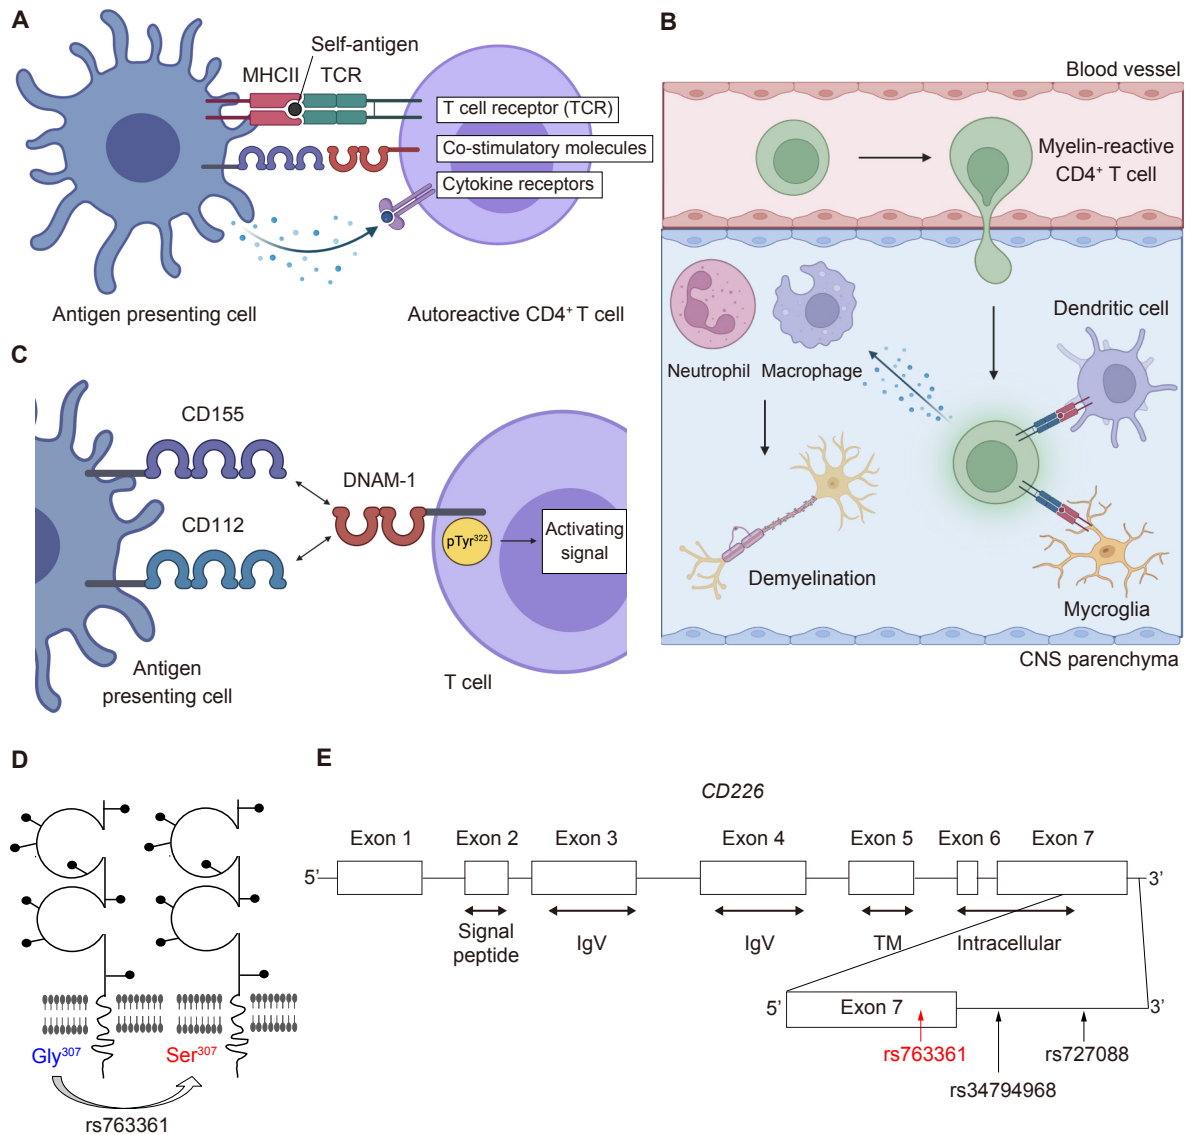 A
Self-antigen
MHCII
TCR
T cell receptor (TCR)
Co-stimulatory molecules
Cytokine receptors
Antigen presenting cell
Autoreactive CD4⁺ T cell
B
Blood vessel
Myelin-reactive
CD4⁺ T cell
Dendritic cell
Neutrophil
Macrophage
Demyelination
Mycroglia
CNS parenchyma
C
CD155
CD112
DNAM-1
pTyr³²²
Activating
signal
Antigen
presenting cell
T cell
D
Gly³⁰⁷
Ser³⁰⁷
rs763361
E
CD226
Exon 1
Exon 2
Exon 3
Exon 4
Exon 5
Exon 6
Exon 7
5’
3’
Signal
peptide
IgV
IgV
TM
Intracellular
5’
Exon 7
3’
rs763361
rs34794968
rs727088